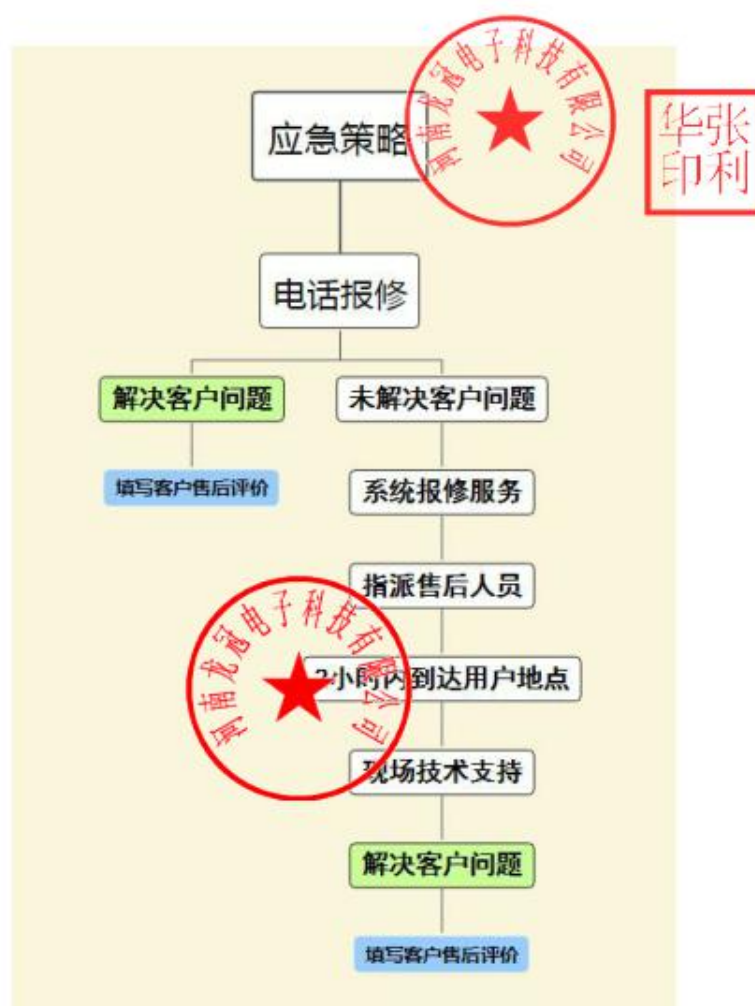 河南龙冠电子科技有限公司
应急策略
华张
印利
电话报修
解决客户问题
未解决客户问题
填写客户售后评价
系统报修服务
指派售后人员
河南龙冠电子科技有限公司
小时内到达用户地点
现场技术支持
解决客户问题
填写客户售后评价